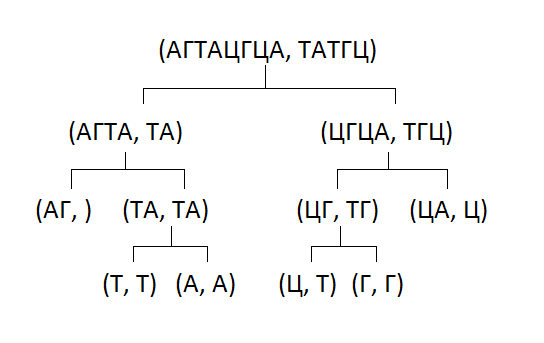 (АГТАЦГЦА, ТАТГЦ)
(АГТА, ТА) (ЦГЦА, ТГЦ)
(АГ, ) (ТА, ТА) (ЦГ, ТГ) (ЦА, Ц)
(Т, Т) (А, А) (Ц, Т) (Г, Г)